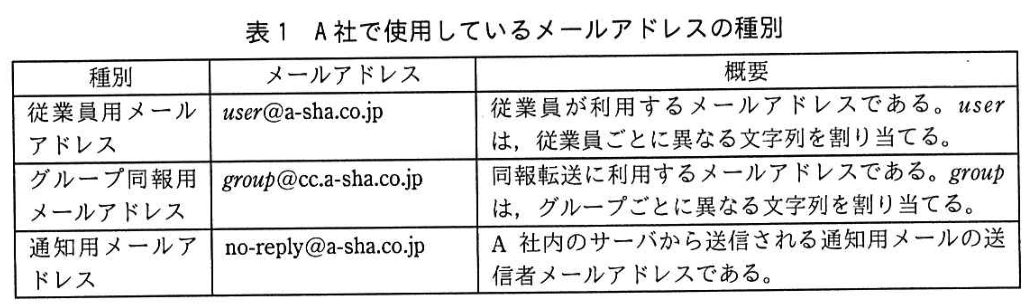 表1 A社で使用しているメールアドレスの種別
種別 メールアドレス 概要
従業員用メール
アドレス
user@a-sha.co.jp
従業員が利用するメールアドレスである。user
は，従業員ごとに異なる文字列を割り当てる。
グループ同報用
メールアドレス
group@cc.a-sha.co.jp
同報転送に利用するメールアドレスである。group
は，グループごとに異なる文字列を割り当てる。
通知用メールア
ドレス
no-reply@a-sha.co.jp
A 社内のサーバから送信される通知用メールの送
信者メールアドレスである。